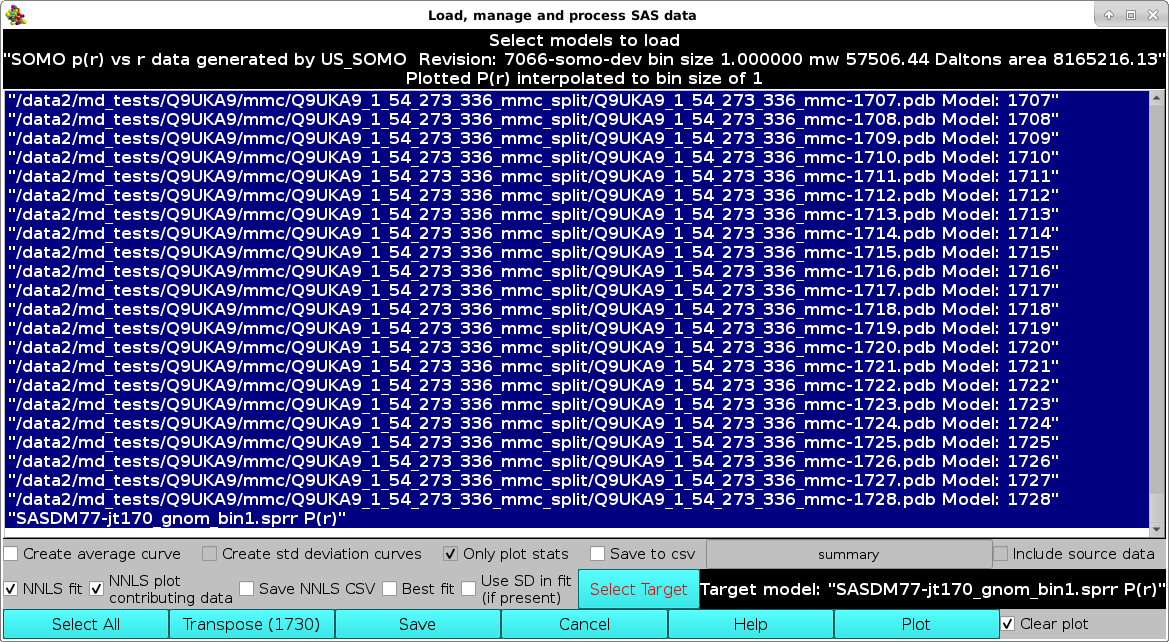 Load, manage and process SAS data
Select models to load
"SOMO p(r) vs r data generated by US_SOMO  Revision: 7066-somo-dev bin size 1.000000 mw 57506.44 Daltons area 8165216.13"
Plotted P(r) interpolated to bin size of 1
"/data2/md_tests/Q9UKA9/mmc/Q9UKA9_1_54_273_336_mmc_split/Q9UKA9_1_54_273_336_mmc-1707.pdb Model: 1707"
"/data2/md_tests/Q9UKA9/mmc/Q9UKA9_1_54_273_336_mmc_split/Q9UKA9_1_54_273_336_mmc-1708.pdb Model: 1708"
"/data2/md_tests/Q9UKA9/mmc/Q9UKA9_1_54_273_336_mmc_split/Q9UKA9_1_54_273_336_mmc-1709.pdb Model: 1709"
"/data2/md_tests/Q9UKA9/mmc/Q9UKA9_1_54_273_336_mmc_split/Q9UKA9_1_54_273_336_mmc-1710.pdb Model: 1710"
"/data2/md_tests/Q9UKA9/mmc/Q9UKA9_1_54_273_336_mmc_split/Q9UKA9_1_54_273_336_mmc-1711.pdb Model: 1711"
"/data2/md_tests/Q9UKA9/mmc/Q9UKA9_1_54_273_336_mmc_split/Q9UKA9_1_54_273_336_mmc-1712.pdb Model: 1712"
"/data2/md_tests/Q9UKA9/mmc/Q9UKA9_1_54_273_336_mmc_split/Q9UKA9_1_54_273_336_mmc-1713.pdb Model: 1713"
"/data2/md_tests/Q9UKA9/mmc/Q9UKA9_1_54_273_336_mmc_split/Q9UKA9_1_54_273_336_mmc-1714.pdb Model: 1714"
"/data2/md_tests/Q9UKA9/mmc/Q9UKA9_1_54_273_336_mmc_split/Q9UKA9_1_54_273_336_mmc-1715.pdb Model: 1715"
"/data2/md_tests/Q9UKA9/mmc/Q9UKA9_1_54_273_336_mmc_split/Q9UKA9_1_54_273_336_mmc-1716.pdb Model: 1716"
"/data2/md_tests/Q9UKA9/mmc/Q9UKA9_1_54_273_336_mmc_split/Q9UKA9_1_54_273_336_mmc-1717.pdb Model: 1717"
"/data2/md_tests/Q9UKA9/mmc/Q9UKA9_1_54_273_336_mmc_split/Q9UKA9_1_54_273_336_mmc-1718.pdb Model: 1718"
"/data2/md_tests/Q9UKA9/mmc/Q9UKA9_1_54_273_336_mmc_split/Q9UKA9_1_54_273_336_mmc-1719.pdb Model: 1719"
"/data2/md_tests/Q9UKA9/mmc/Q9UKA9_1_54_273_336_mmc_split/Q9UKA9_1_54_273_336_mmc-1720.pdb Model: 1720"
"/data2/md_tests/Q9UKA9/mmc/Q9UKA9_1_54_273_336_mmc_split/Q9UKA9_1_54_273_336_mmc-1721.pdb Model: 1721"
"/data2/md_tests/Q9UKA9/mmc/Q9UKA9_1_54_273_336_mmc_split/Q9UKA9_1_54_273_336_mmc-1722.pdb Model: 1722"
"/data2/md_tests/Q9UKA9/mmc/Q9UKA9_1_54_273_336_mmc_split/Q9UKA9_1_54_273_336_mmc-1723.pdb Model: 1723"
"/data2/md_tests/Q9UKA9/mmc/Q9UKA9_1_54_273_336_mmc_split/Q9UKA9_1_54_273_336_mmc-1724.pdb Model: 1724"
"/data2/md_tests/Q9UKA9/mmc/Q9UKA9_1_54_273_336_mmc_split/Q9UKA9_1_54_273_336_mmc-1725.pdb Model: 1725"
"/data2/md_tests/Q9UKA9/mmc/Q9UKA9_1_54_273_336_mmc_split/Q9UKA9_1_54_273_336_mmc-1726.pdb Model: 1726"
"/data2/md_tests/Q9UKA9/mmc/Q9UKA9_1_54_273_336_mmc_split/Q9UKA9_1_54_273_336_mmc-1727.pdb Model: 1727"
"/data2/md_tests/Q9UKA9/mmc/Q9UKA9_1_54_273_336_mmc_split/Q9UKA9_1_54_273_336_mmc-1728.pdb Model: 1728"
"SASDM77-jt170_gnom_bin1.sprr P(r)"
Create average curve Create std deviation curves Only plot stats Save to csv summary Include source data
NNLS fit NNLS plot contributing data Save NNLS CSV Best fit Use SD in fit (if present) Select Target Target model: "SASDM77-jt170_gnom_bin1.sprr P(r)"
Select All Transpose (1730) Save Cancel Help Plot Clear plot